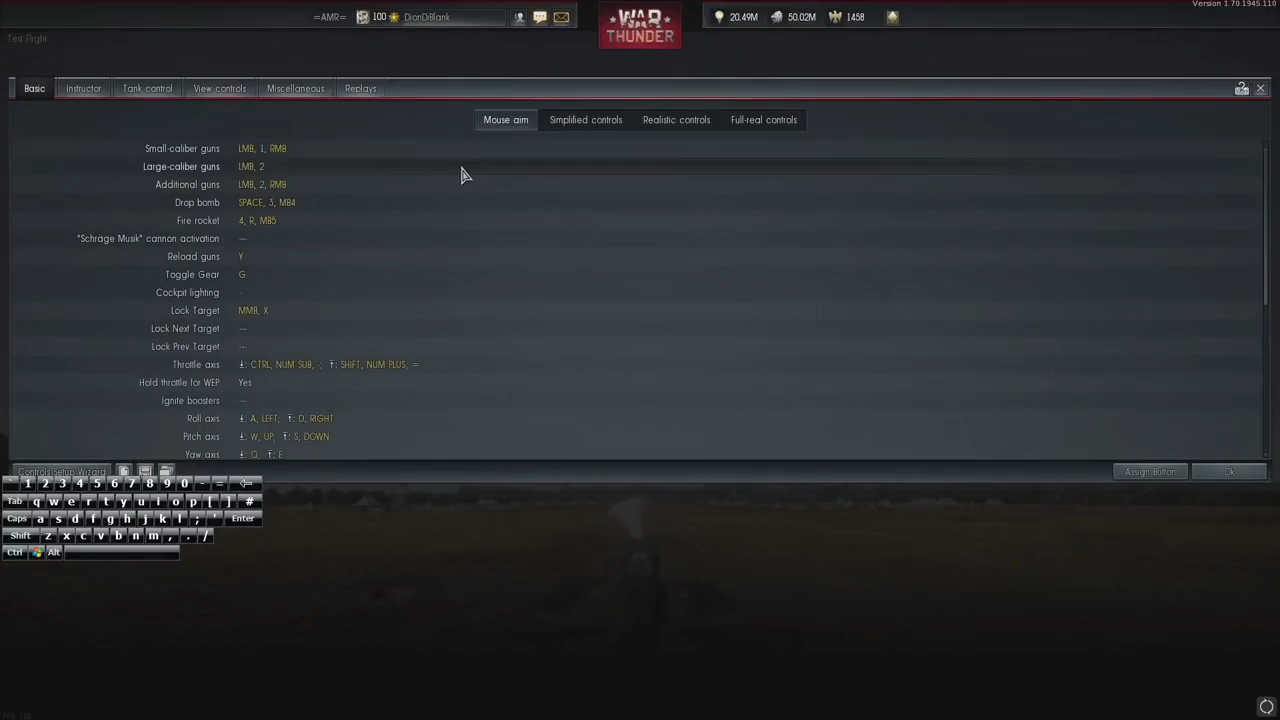 Version 1.70.1945.110
=AMR= 100 DionDiBlank
WAR THUNDER
20.49M 50.02M 1458
Test Flight
Basic Instructor Tank control View controls Miscellaneous Replays
Mouse aim Simplified controls Realistic controls Full-real controls
Small-caliber guns LMB, 1, RMB
Large-caliber guns LMB, 2
Additional guns LMB, 2, RMB
Drop bomb SPACE, 3, MB4
Fire rocket 4, R, MB5
"Schräge Musik" cannon activation ---
Reload guns Y
Toggle Gear G
Cockpit lighting
Lock Target MMB, X
Lock Next Target ---
Lock Prev Target ---
Throttle axis CTRL, NUM SUB, ; SHIFT, NUM PLUS, =
Hold throttle for WEP Yes
Ignite boosters ---
Roll axis A, LEFT; D, RIGHT
Pitch axis W, UP; S, DOWN
Yaw axis Q, E
Controls Setup Wizard Assign Button Ok
` 1 2 3 4 5 6 7 8 9 0 - =
Tab q w e r t y u i o p [ ] #
Caps a s d f g h j k l ; ' Enter
Shift z x c v b n m , . /
Ctrl Alt